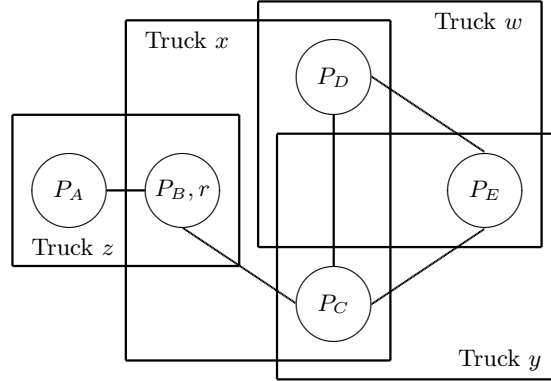 Truck w
Truck x
P_D
P_A
P_B, r
P_E
Truck z
P_C
Truck y